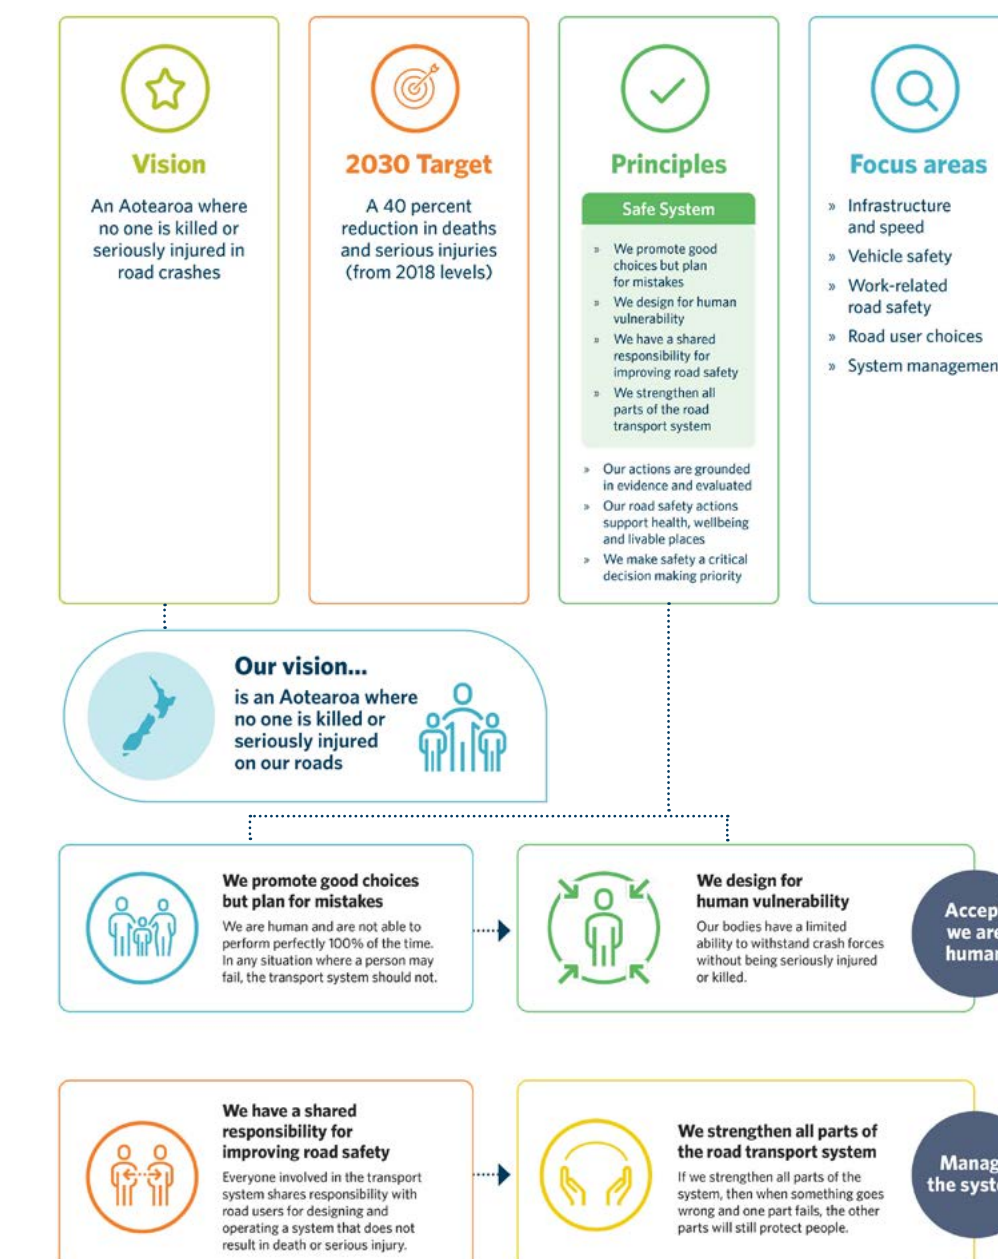 Vision
An Aotearoa where
no one is killed or
seriously injured in
road crashes
2030 Target
A 40 percent
reduction in deaths
and serious injuries
(from 2018 levels)
Principles
Safe System
» We promote good
choices but plan
for mistakes
» We design for human
vulnerability
» We have a shared
responsibility for
improving road safety
» We strengthen all
parts of the road
transport system
» Our actions are grounded
in evidence and evaluated
» Our road safety actions
support health, wellbeing
and livable places
» We make safety a critical
decision making priority
Focus areas
» Infrastructure
and speed
» Vehicle safety
» Work-related
road safety
» Road user choices
» System managemen
Our vision...
is an Aotearoa where
no one is killed or
seriously injured
on our roads
We promote good choices
but plan for mistakes
We are human and are not able to
perform perfectly 100% of the time.
In any situation where a person may
fail, the transport system should not.
We design for
human vulnerability
Our bodies have a limited
ability to withstand crash forces
without being seriously injured
or killed.
Accep
we are
human
We have a shared
responsibility for
improving road safety
Everyone involved in the transport
system shares responsibility with
road users for designing and
operating a system that does not
result in death or serious injury.
We strengthen all parts of
the road transport system
If we strengthen all parts of the
system, then when something goes
wrong and one part fails, the other
parts will still protect people.
Manag
the syste